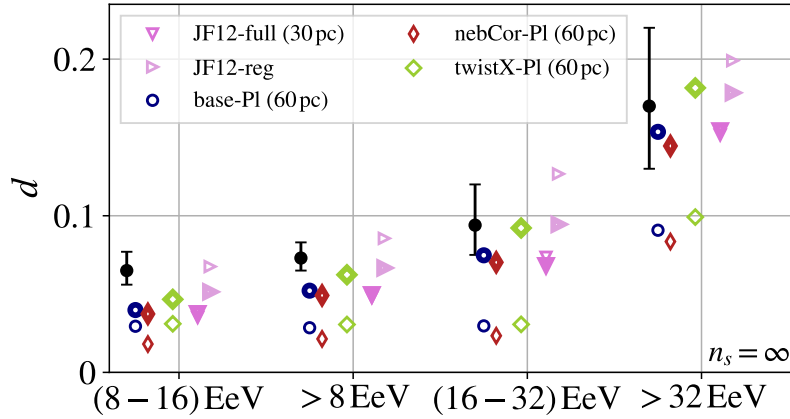 JF12-full (30 pc)
JF12-reg
base-Pl (60 pc)
nebCor-Pl (60 pc)
twistX-Pl (60 pc)
0.2
0.1
0
d
n_s = ∞
(8 − 16) EeV
> 8 EeV
(16 − 32) EeV
> 32 EeV